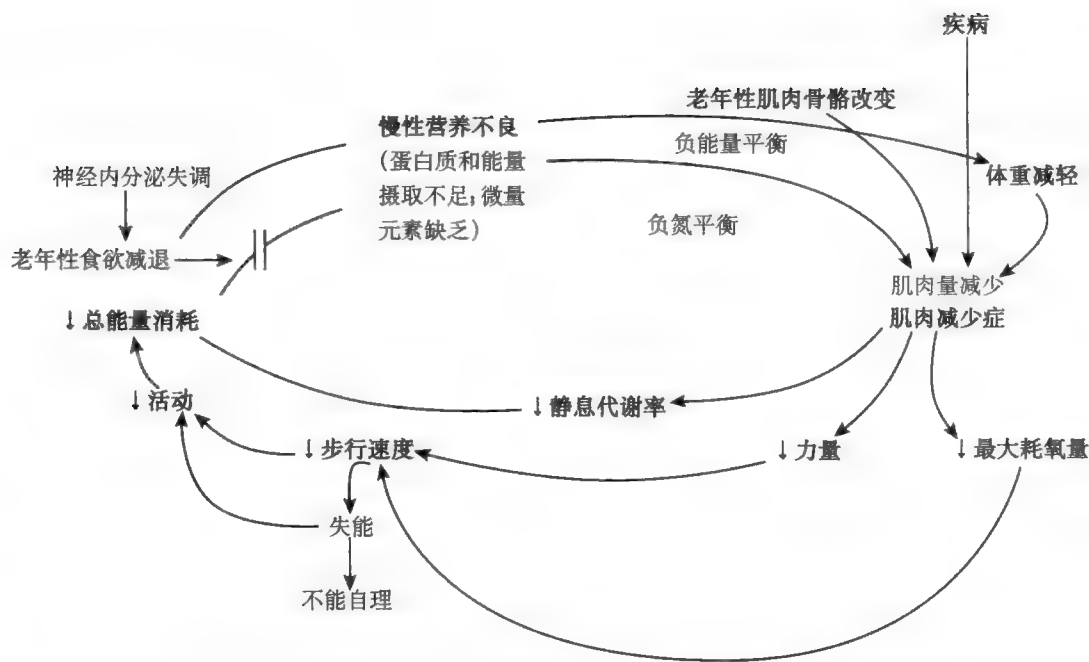 疾病
老年性肌肉骨骼改变
慢性营养不良
(蛋白质和能量
摄取不足;微量
元素缺乏)
负能量平衡
体重减轻
神经内分泌失调
负氮平衡
老年性食欲减退
肌肉量减少
肌肉减少症
↓总能量消耗
↓活动
↓静息代谢率
↓步行速度
↓力量
↓最大耗氧量
失能
不能自理